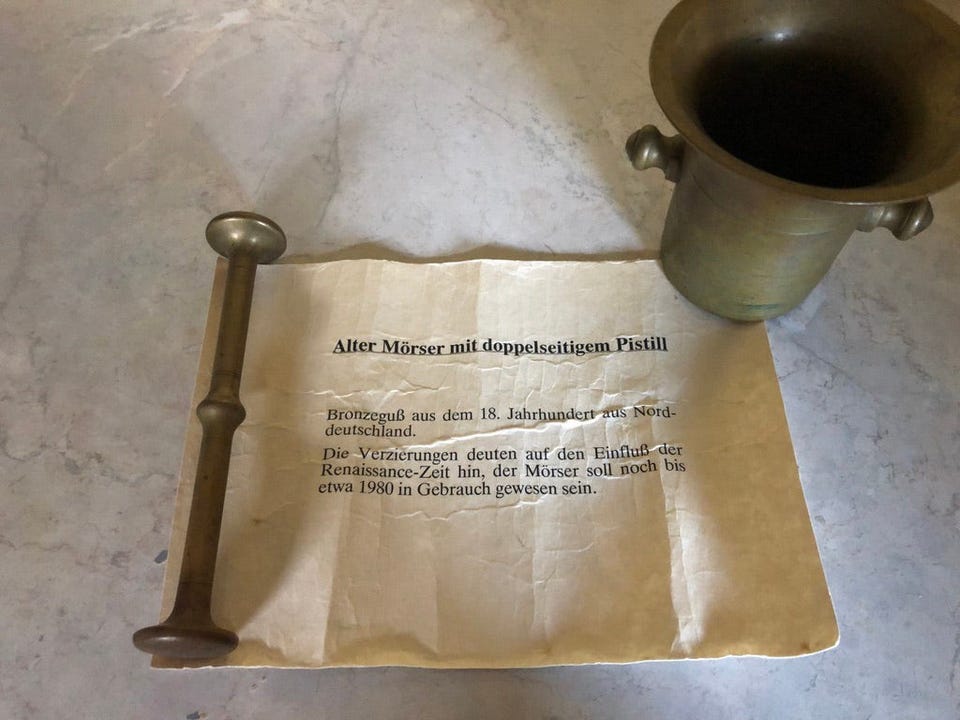 Alter Mörser mit doppelseitigem Pistill
Bronzeguß aus dem 18. Jahrhundert aus Nord-
deutschland.
Die Verzierungen deuten auf den Einfluß der
Renaissance-Zeit hin, der Mörser soll noch bis
etwa 1980 in Gebrauch gewesen sein.